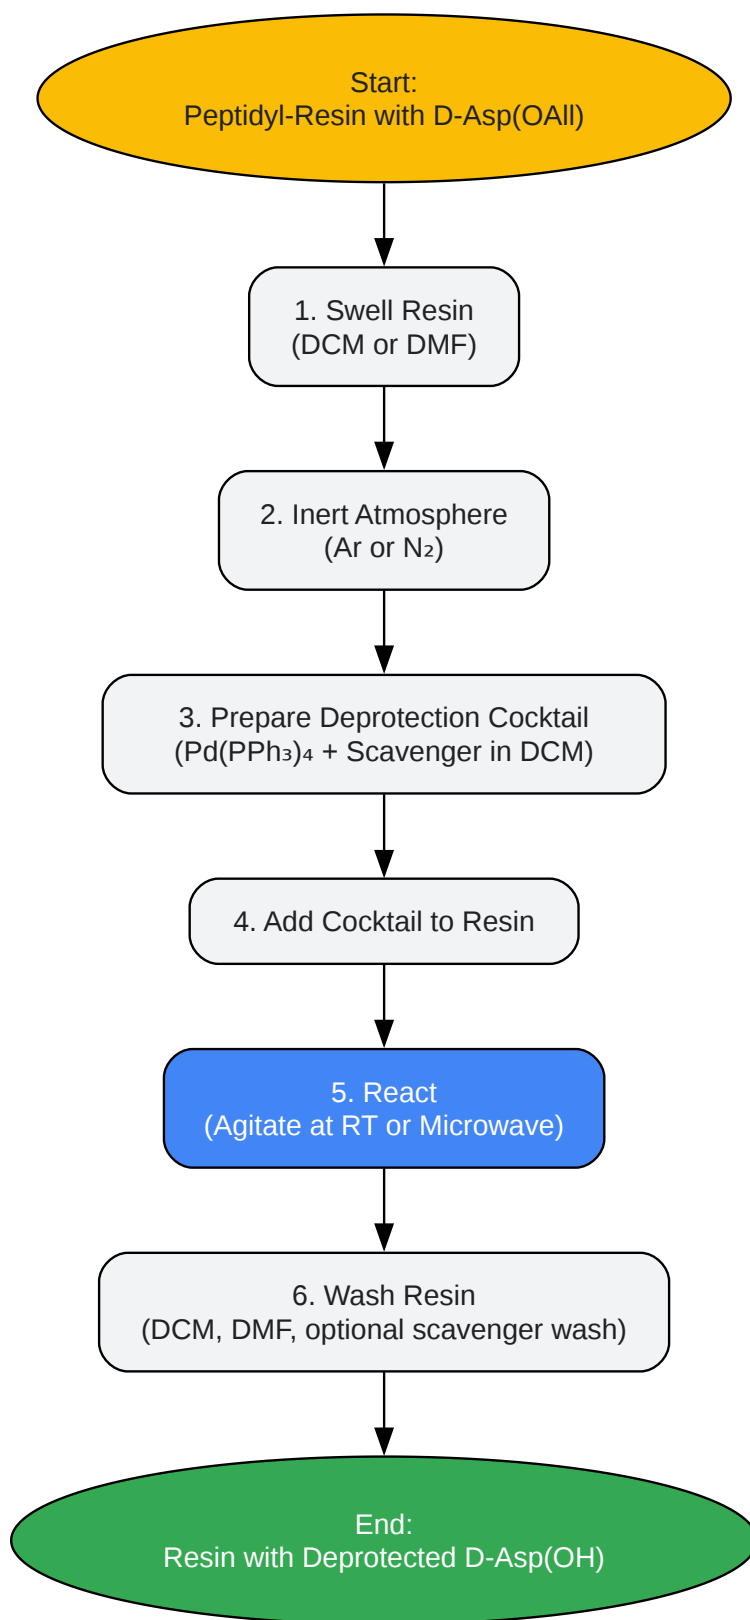 Start:
Peptidyl-Resin with D-Asp(OAll)
1. Swell Resin
(DCM or DMF)
2. Inert Atmosphere
(Ar or N₂)
3. Prepare Deprotection Cocktail
(Pd(PPh₃)₄ + Scavenger in DCM)
4. Add Cocktail to Resin
5. React
(Agitate at RT or Microwave)
6. Wash Resin
(DCM, DMF, optional scavenger wash)
End:
Resin with Deprotected D-Asp(OH)